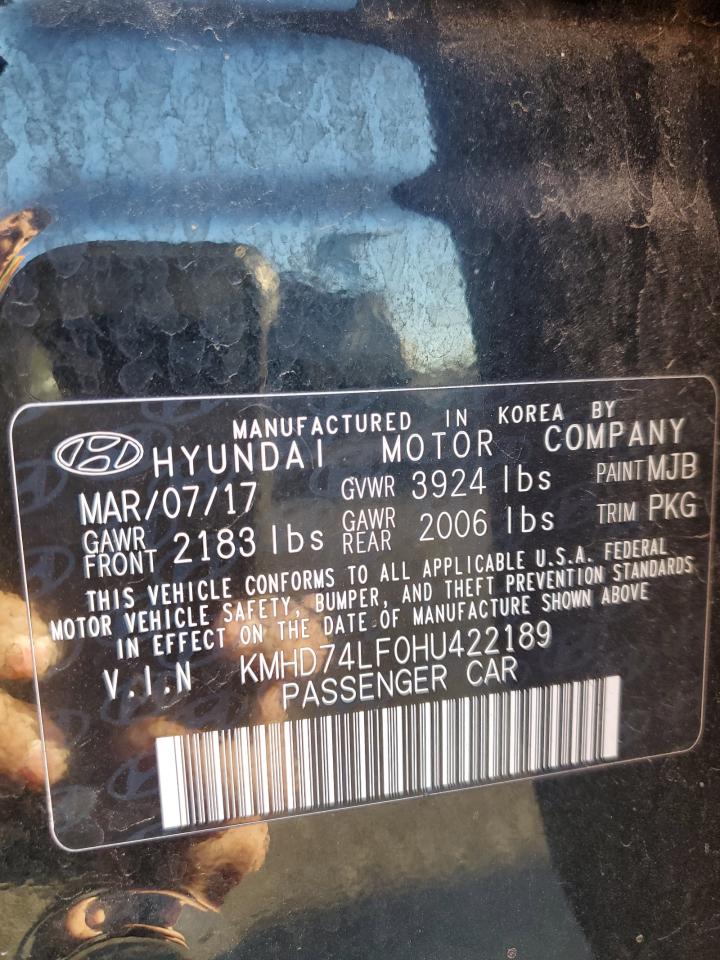 MANUFACTURED IN KOREA BY
HYUNDAI MOTOR COMPANY
MAR/07/17 GVWR 3924 lbs PAINT MJB
GAWR FRONT 2183 lbs GAWR REAR 2006 lbs TRIM PKG
THIS VEHICLE CONFORMS TO ALL APPLICABLE U.S.A. FEDERAL
MOTOR VEHICLE SAFETY, BUMPER, AND THEFT PREVENTION STANDARDS
IN EFFECT ON THE DATE OF MANUFACTURE SHOWN ABOVE
V.I.N KMHD74LF0HU422189
PASSENGER CAR